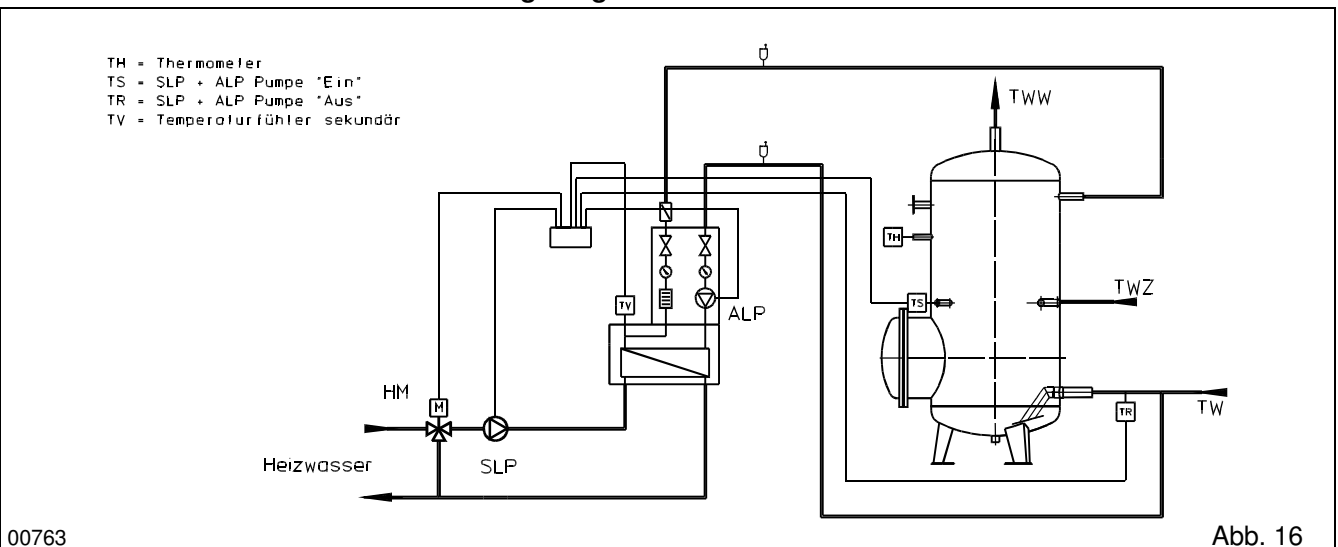 TH = Thermometer
TS = SLP + ALP Pumpe "Ein"
TR = SLP + ALP Pumpe "Aus"
TV = Temperaturfühler sekundär
TWW
TH
TS
TWZ
TV
ALP
HM
M
TW
TR
Heizwasser
SLP
00763
Abb. 16